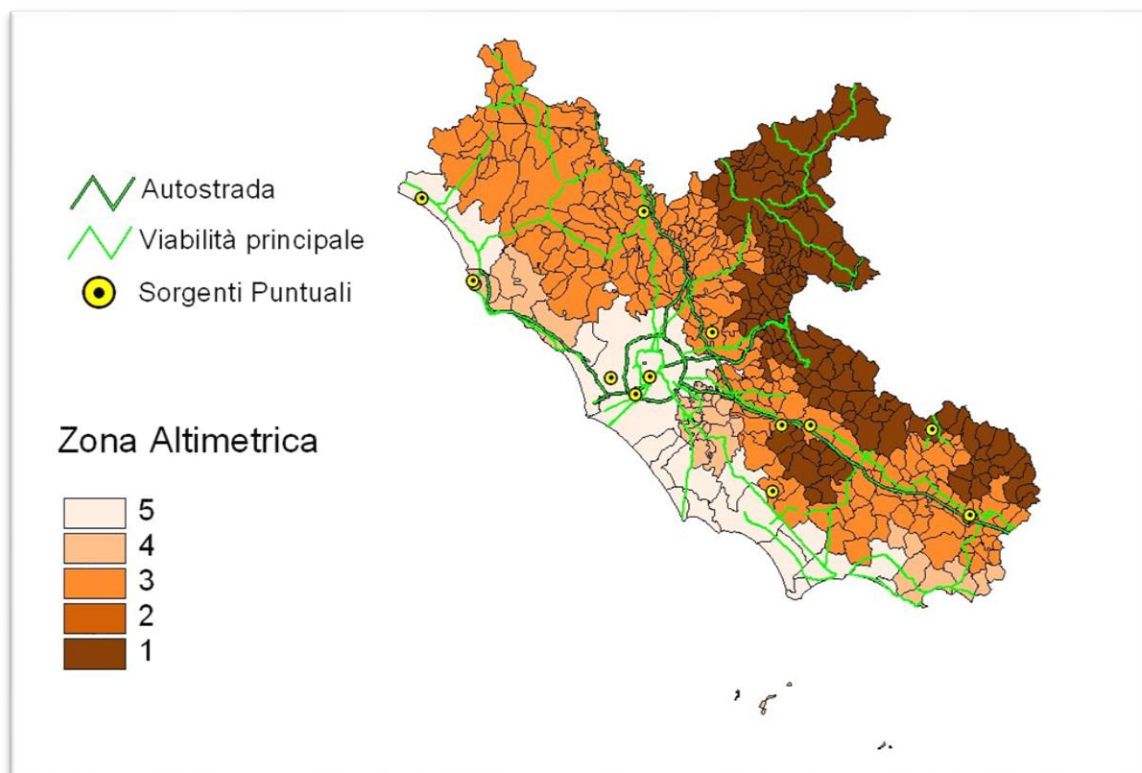 Autostrada
Viabilità principale
Sorgenti Puntuali
Zona Altimetrica
5
4
3
2
1